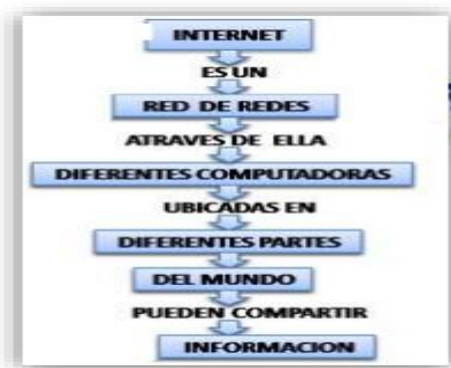 INTERNET
ES UN
RED DE REDES
ATRAVES DE ELLA
DIFERENTES COMPUTADORAS
UBICADAS EN
DIFERENTES PARTES
DEL MUNDO
PUEDEN COMPARTIR
INFORMACION